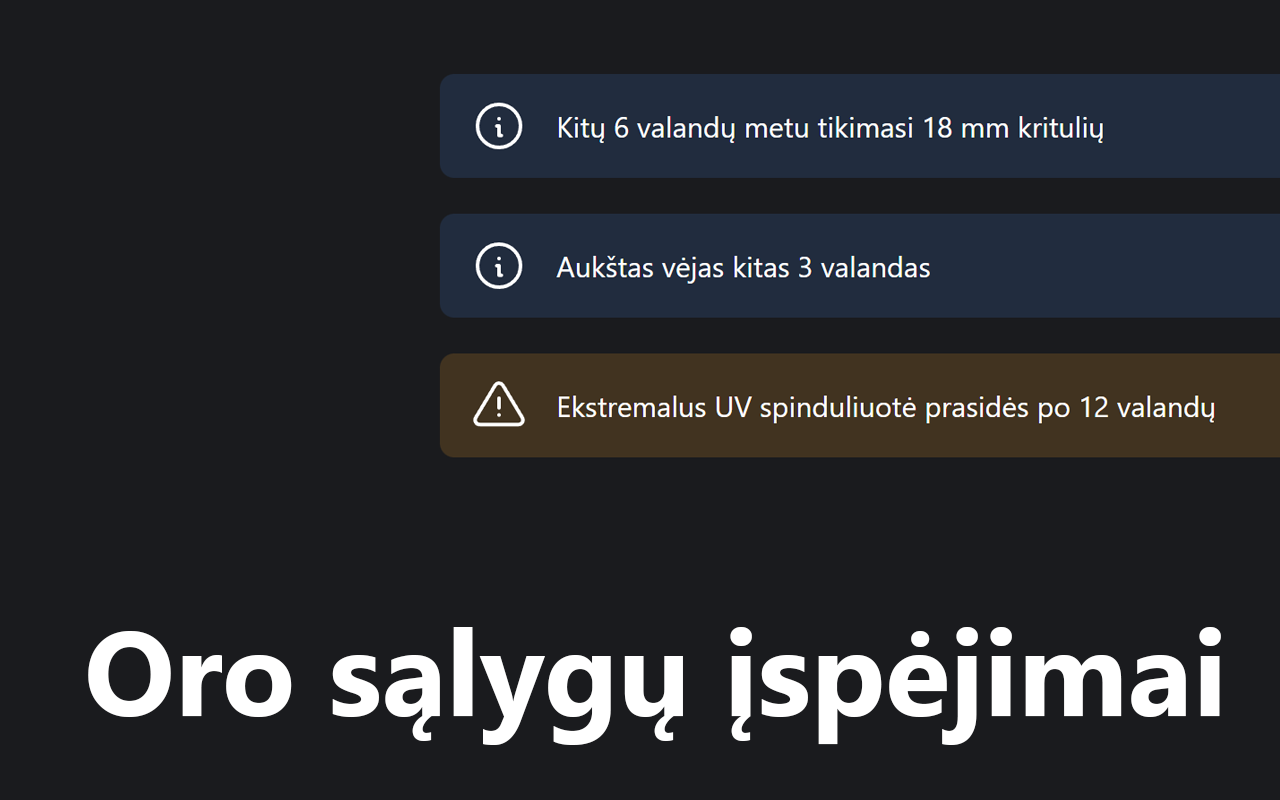 Kitų 6 valandų metu tikimasi 18 mm kritulių
Aukštas vėjas kitas 3 valandas
Ekstremalus UV spinduliuotė prasidės po 12 valandų
Oro sąlygų įspėjimai